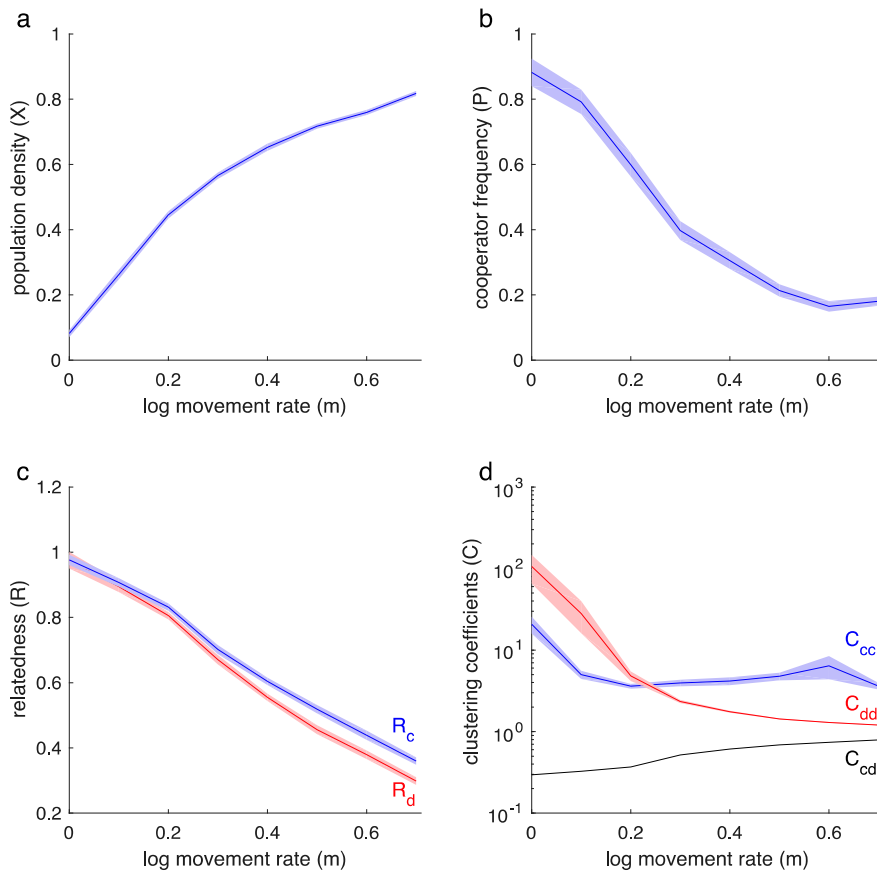 a
1
0.8
0.6
0.4
0.2
0
population density (X)
0 0.2 0.4 0.6
log movement rate (m)
b
1
0.8
0.6
0.4
0.2
0
cooperator frequency (P)
0 0.2 0.4 0.6
log movement rate (m)
c
1.2
1
0.8
0.6
0.4
0.2
relatedness (R)
R_c
R_d
0 0.2 0.4 0.6
log movement rate (m)
d
10^3
10^2
10^1
10^0
10^-1
clustering coefficients (C)
C_cc
C_dd
C_cd
0 0.2 0.4 0.6
log movement rate (m)